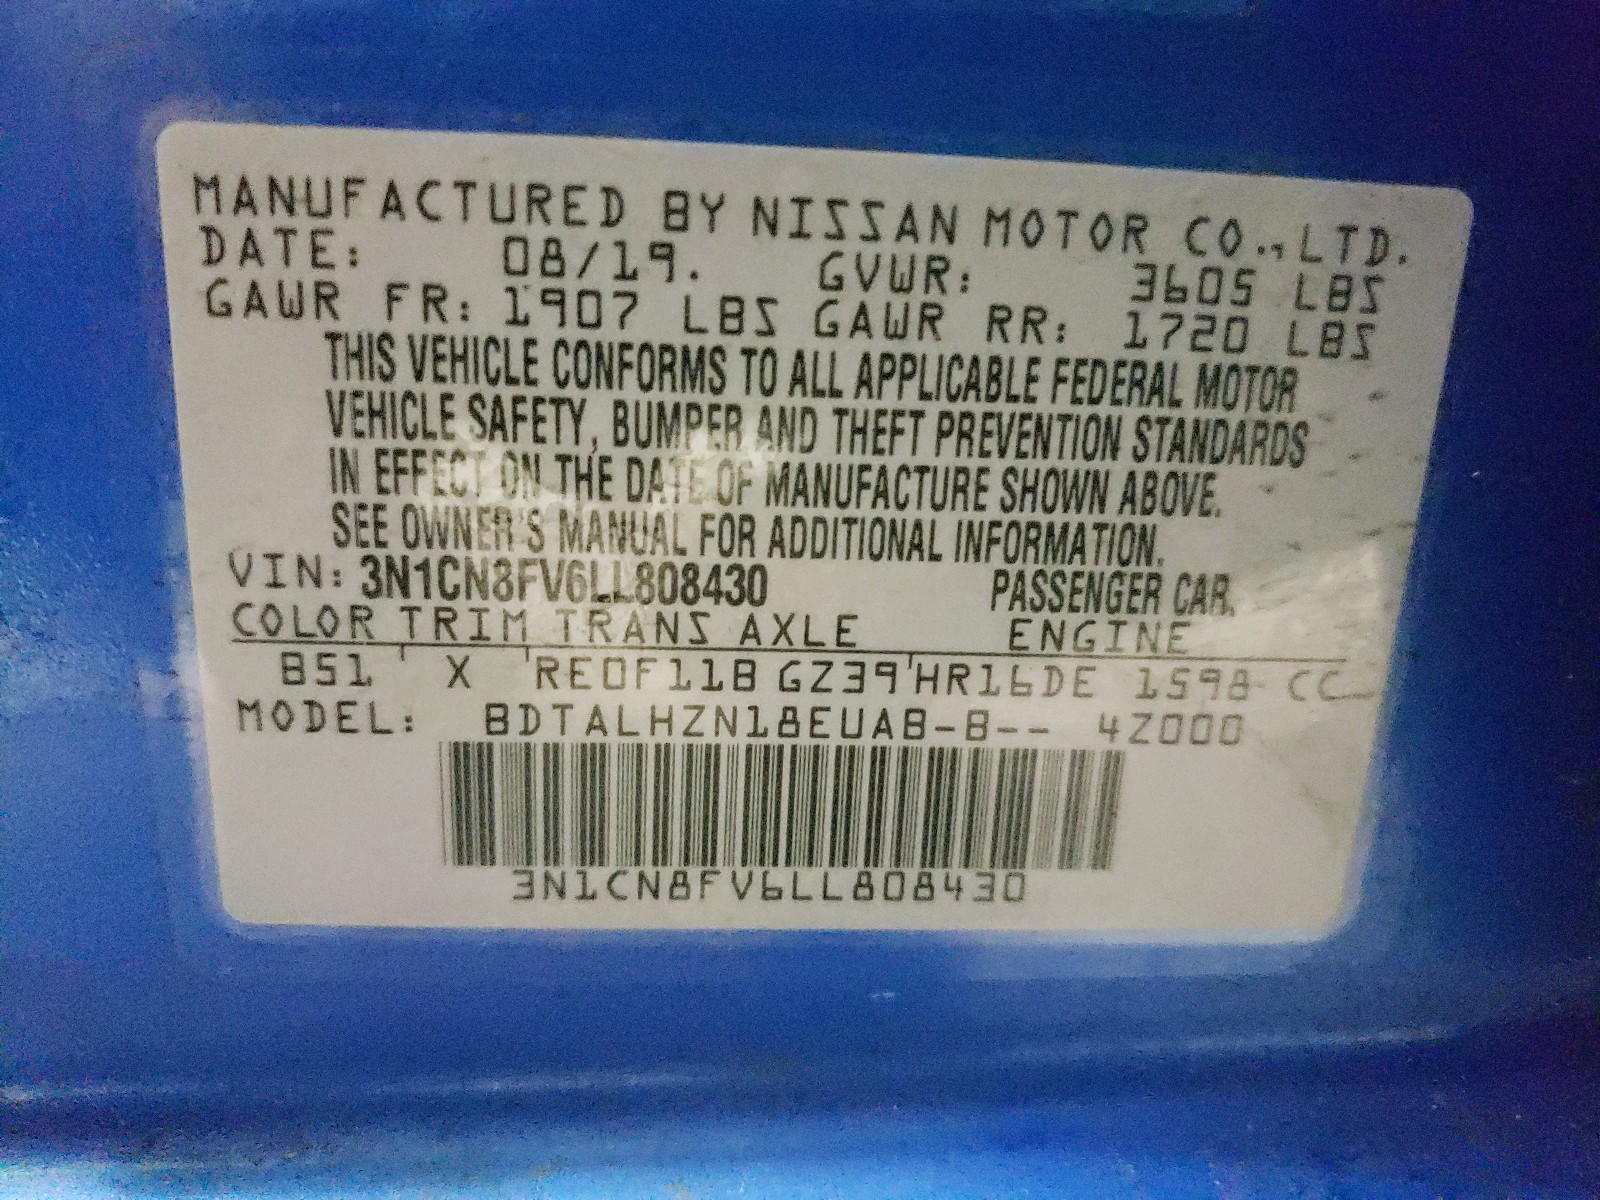 MANUFACTURED BY NISSAN MOTOR CO., LTD.
DATE: 08/19. GVWR: 3605 LBS
GAWR FR: 1907 LBS GAWR RR: 1720 LBS
THIS VEHICLE CONFORMS TO ALL APPLICABLE FEDERAL MOTOR
VEHICLE SAFETY, BUMPER AND THEFT PREVENTION STANDARDS
IN EFFECT ON THE DATE OF MANUFACTURE SHOWN ABOVE.
SEE OWNER'S MANUAL FOR ADDITIONAL INFORMATION.
VIN: 3N1CN8FV6LL808430 PASSENGER CAR.
COLOR TRIM TRANS AXLE ENGINE
B51 X RE0F11B GZ39 HR16DE 1598 CC
MODEL: BDTALHZN18EUAB-B-- 4Z000
3N1CN8FV6LL808430